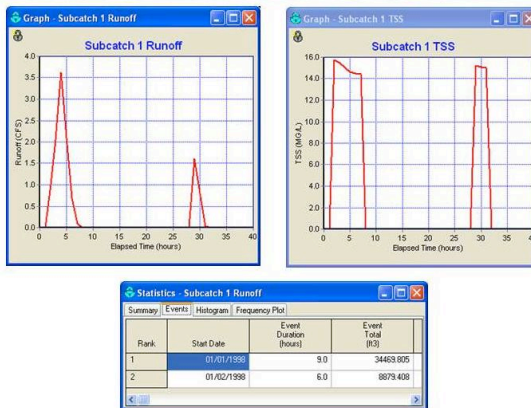 Graph - Subcatch 1 Runoff
Subcatch 1 Runoff
4.0
3.5
3.0
2.5
2.0
1.5
1.0
0.5
0.0
Runoff (CFS)
0 5 10 15 20 25 30 35 40
Elapsed Time (hours)
Graph - Subcatch 1 TSS
Subcatch 1 TSS
16.0
14.0
12.0
10.0
8.0
6.0
4.0
2.0
0.0
TSS (MG/L)
0 5 10 15 20 25 30 35 40
Elapsed Time (hours)
Statistics - Subcatch 1 Runoff
Summary Events Histogram Frequency Plot
Rank Start Date Event Duration (hours) Event Total (ft3)
1 01/01/1998 9.0 34469.805
2 01/02/1998 6.0 8879.408